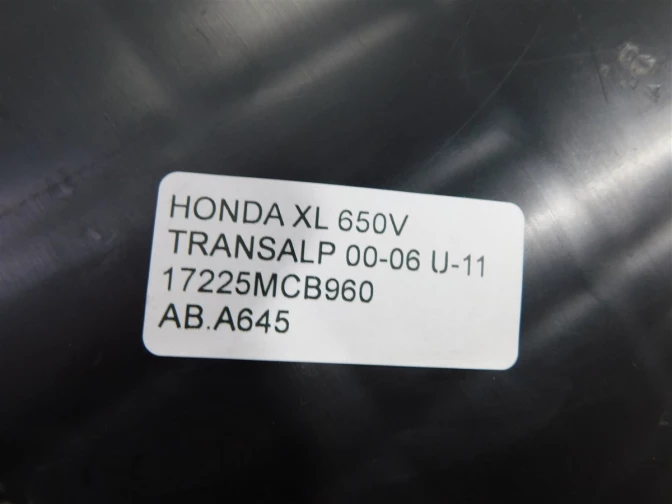 HONDA XL 650V
TRANSALP 00-06 U-11
17225MCB960
AB.A645